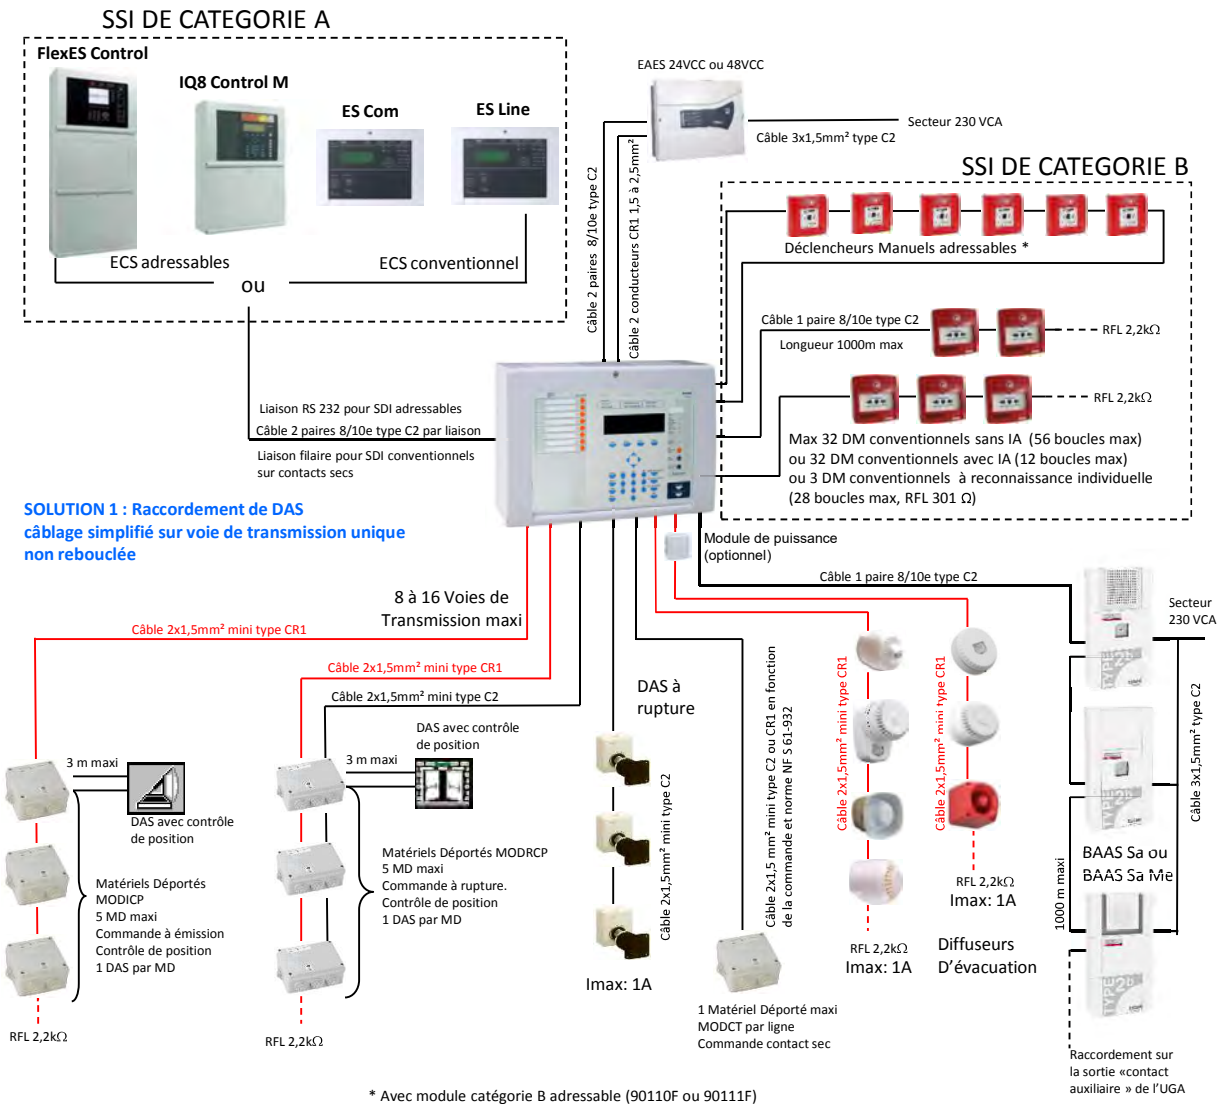 SSI DE CATEGORIE A
FlexES Control
IQ8 Control M
ES Com
ES Line
ECS adressables
ECS conventionnel
ou
EAES 24VCC ou 48VCC
Secteur 230 VCA
Câble 3x1,5mm² type C2
Câble 2 paires 8/10e type C2
Câble 2 conducteurs CR1 1,5 à 2,5mm²
SSI DE CATEGORIE B
Déclencheurs Manuels adressables *
Câble 1 paire 8/10e type C2
Longueur 1000m max
RFL 2,2kΩ
RFL 2,2kΩ
Max 32 DM conventionnels sans IA (56 boucles max)
ou 32 DM conventionnels avec IA (12 boucles max)
ou 3 DM conventionnels à reconnaissance individuelle
(28 boucles max, RFL 301 Ω)
Liaison RS 232 pour SDI adressables
Câble 2 paires 8/10e type C2 par liaison
Liaison filaire pour SDI conventionnels
sur contacts secs
SOLUTION 1 : Raccordement de DAS
câblage simplifié sur voie de transmission unique
non rebouclée
Module de puissance
(optionnel)
Câble 1 paire 8/10e type C2
8 à 16 Voies de
Transmission maxi
Câble 2x1,5mm² mini type CR1
Câble 2x1,5mm² mini type CR1
Câble 2x1,5mm² mini type C2
DAS à
rupture
DAS avec contrôle
de position
3 m maxi
3 m maxi
DAS avec contrôle
de position
Matériels Déportés
MODICP
5 MD maxi
Commande à émission
Contrôle de position
1 DAS par MD
RFL 2,2kΩ
Matériels Déportés MODRCP
5 MD maxi
Commande à rupture.
Contrôle de position
1 DAS par MD
RFL 2,2kΩ
Câble 2x1,5mm² mini type C2
Imax: 1A
Câble 2x1,5 mm² mini type C2 ou CR1 en fonction
de la commande et norme NF S 61-932
1 Matériel Déporté maxi
MODCT par ligne
Commande contact sec
Câble 2x1,5mm² mini type CR1
RFL 2,2kΩ
Imax: 1A
Câble 2x1,5mm² mini type CR1
RFL 2,2kΩ
Imax: 1A
Diffuseurs
D'évacuation
Secteur
230 VCA
Câble 3x1,5mm² type C2
TYPE 2b
TYPE 2b
BAAS Sa ou
BAAS Sa Me
1000 m maxi
TYPE 2b
Raccordement sur
la sortie «contact
auxiliaire » de l'UGA
* Avec module catégorie B adressable (90110F ou 90111F)